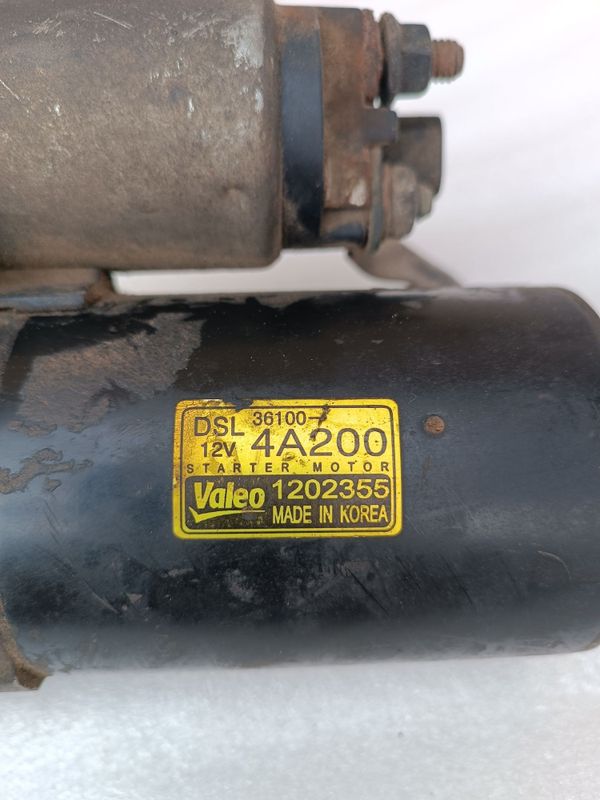 DSL 36100-
12V 4A200
STARTER MOTOR
Valeo 1202355
MADE IN KOREA